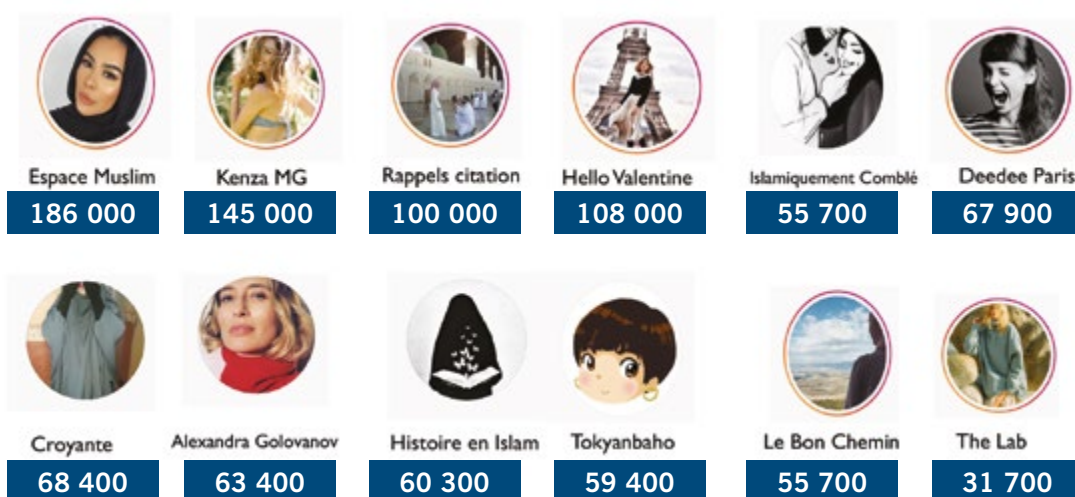 Espace Muslim
186 000
Kenza MG
145 000
Rappels citation
100 000
Hello Valentine
108 000
Islamiquement Comblé
55 700
Deedee Paris
67 900
Croyante
68 400
Alexandra Golovanov
63 400
Histoire en Islam
60 300
Tokyanbaho
59 400
Le Bon Chemin
55 700
The Lab
31 700